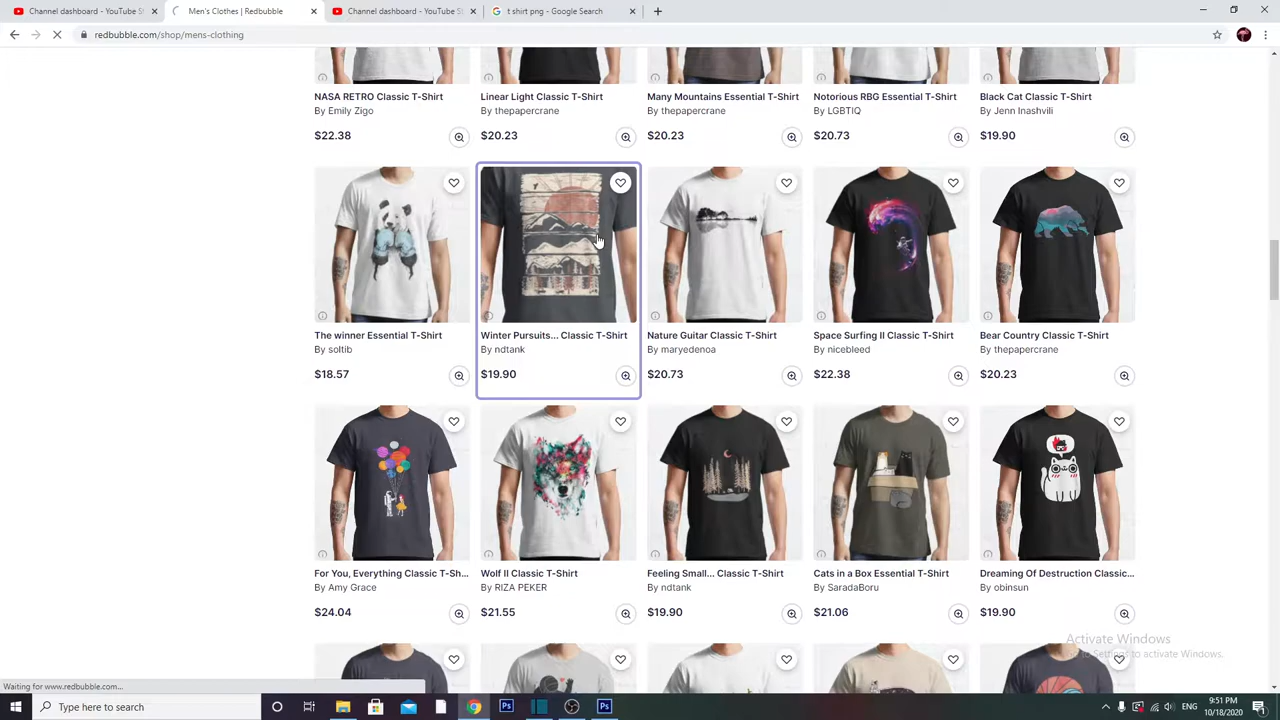 Channel dashboard - YouTube St
Men's Clothes | Redbubble
Channel dashboard - YouTube St
t shirt png - Google Search
redbubble.com/shop/mens-clothing
NASA RETRO Classic T-Shirt
By Emily Zigo
$22.38
Linear Light Classic T-Shirt
By thepapercrane
$20.23
Many Mountains Essential T-Shirt
By thepapercrane
$20.23
Notorious RBG Essential T-Shirt
By LGBTIQ
$20.73
Black Cat Classic T-Shirt
By Jenn Inashvili
$19.90
The winner Essential T-Shirt
By soltib
$18.57
Winter Pursuits... Classic T-Shirt
By ndtank
$19.90
Nature Guitar Classic T-Shirt
By maryedenoa
$20.73
Space Surfing II Classic T-Shirt
By nicebleed
$22.38
Bear Country Classic T-Shirt
By thepapercrane
$20.23
For You, Everything Classic T-Sh...
By Amy Grace
$24.04
Wolf II Classic T-Shirt
By RIZA PEKER
$21.55
Feeling Small... Classic T-Shirt
By ndtank
$19.90
Cats in a Box Essential T-Shirt
By SaradaBoru
$21.06
Dreaming Of Destruction Classic...
By obinsun
$19.90
Activate Windows
to Settings to activate Windows.
Waiting for www.redbubble.com...
Type here to search
ENG
9:51 PM
10/18/2020